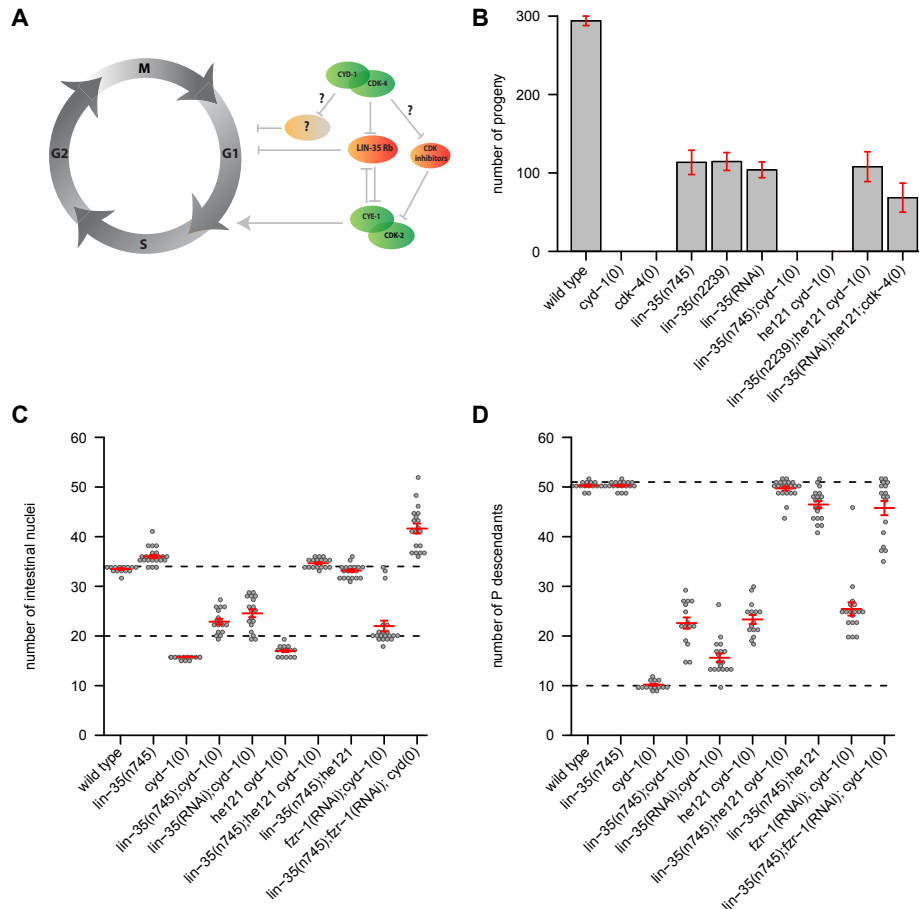 A
M
G2
G1
S
CYD-1
CDK-4
?
?
?
LIN-35 Rb
CDK
inhibitors
CYE-1
CDK-2
B
number of progeny
300
200
100
0
wild type
cyd−1(0)
cdk−4(0)
lin−35(n745)
lin−35(n2239)
lin−35(RNAi)
lin−35(n745);cyd−1(0)
he121 cyd−1(0)
lin−35(n2239);he121 cyd−1(0)
lin−35(RNAi);he121;cdk−4(0)
C
number of intestinal nuclei
60
50
40
30
20
10
0
wild type
lin−35(n745)
cyd−1(0)
lin−35(n745);cyd−1(0)
lin−35(RNAi);cyd−1(0)
he121 cyd−1(0)
lin−35(n745);he121 cyd−1(0)
lin−35(n745);he121
fzr−1(RNAi);cyd−1(0)
lin−35(n745);fzr−1(RNAi); cyd(0)
D
number of P descendants
60
50
40
30
20
10
0
wild type
lin−35(n745)
cyd−1(0)
lin−35(n745);cyd−1(0)
lin−35(RNAi);cyd−1(0)
he121 cyd−1(0)
lin−35(n745);he121 cyd−1(0)
lin−35(n745);he121
fzr−1(RNAi); cyd−1(0)
lin−35(n745);fzr−1(RNAi); cyd−1(0)